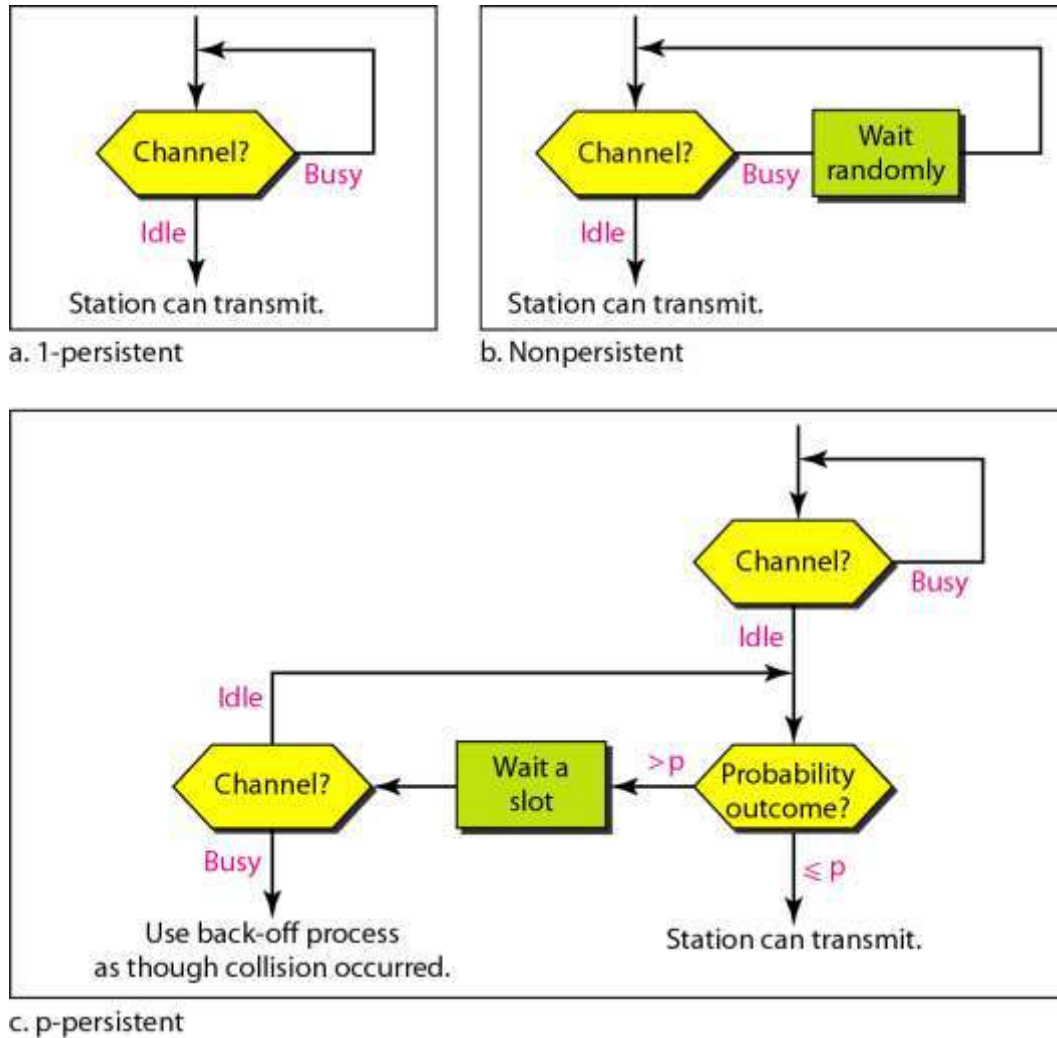 Channel?
Busy
Idle
Station can transmit.
a. 1-persistent
Channel?
Busy
Wait
randomly
Idle
Station can transmit.
b. Nonpersistent
Channel?
Busy
Idle
Idle
Channel?
Wait a
slot
>p
Probability
outcome?
Busy
⩽ p
Use back-off process
as though collision occurred.
Station can transmit.
c. p-persistent